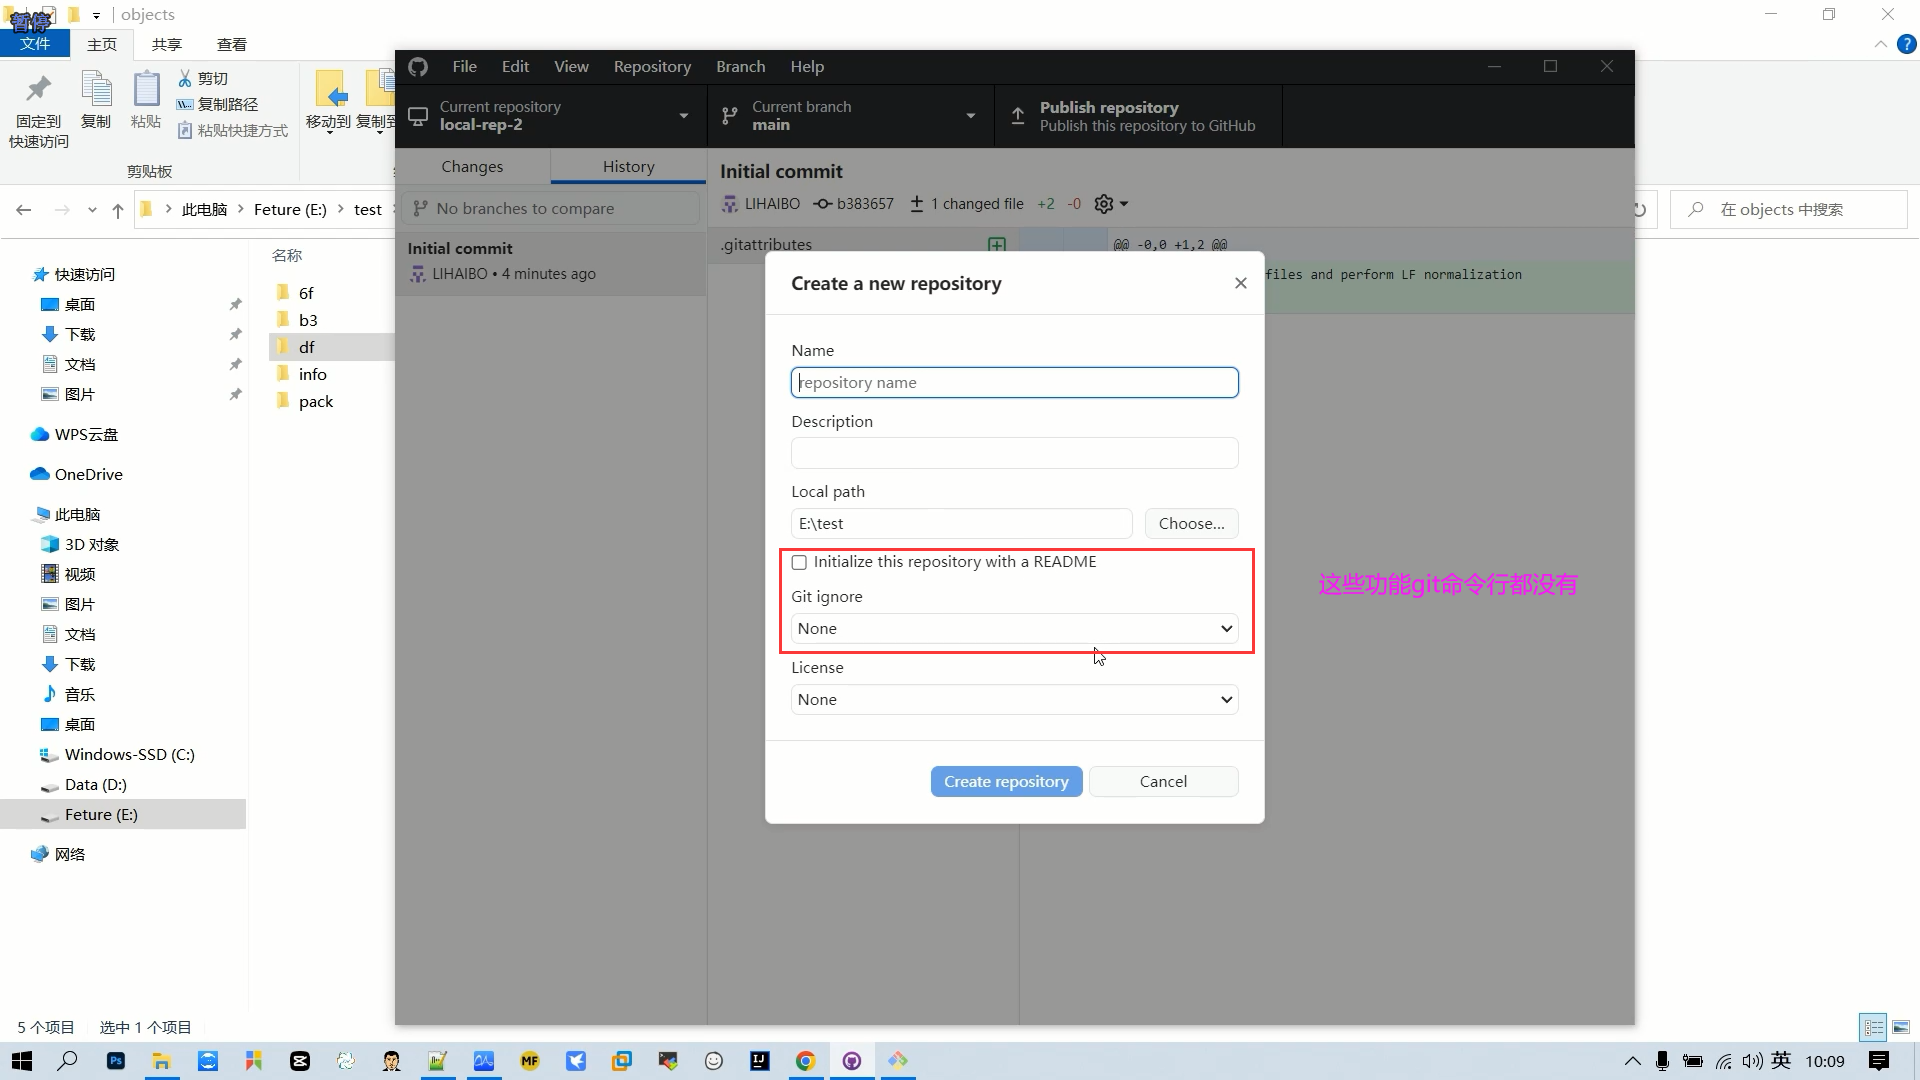 objects
暂停
文件
主页
共享
查看
固定到
快速访问
复制
粘贴
剪切
复制路径
粘贴快捷方式
移动到
复制到
剪贴板
此电脑
Feture (E:)
test
在 objects 中搜索
快速访问
桌面
下载
文档
图片
WPS云盘
OneDrive
此电脑
3D 对象
视频
图片
文档
下载
音乐
桌面
Windows-SSD (C:)
Data (D:)
Feture (E:)
网络
名称
6f
b3
df
info
pack
5 个项目
选中 1 个项目
File
Edit
View
Repository
Branch
Help
Current repository
local-rep-2
Current branch
main
Publish repository
Publish this repository to GitHub
Changes
History
No branches to compare
Initial commit
LIHAIBO • 4 minutes ago
Initial commit
LIHAIBO
b383657
1 changed file
+2
-0
.gitattributes
@@ -0,0 +1,2 @@
files and perform LF normalization
Create a new repository
Name
repository name
Description
Local path
E:\test
Choose...
Initialize this repository with a README
Git ignore
None
License
None
Create repository
Cancel
这些功能git命令行都没有
Ps
MF
IJ
英
10:09